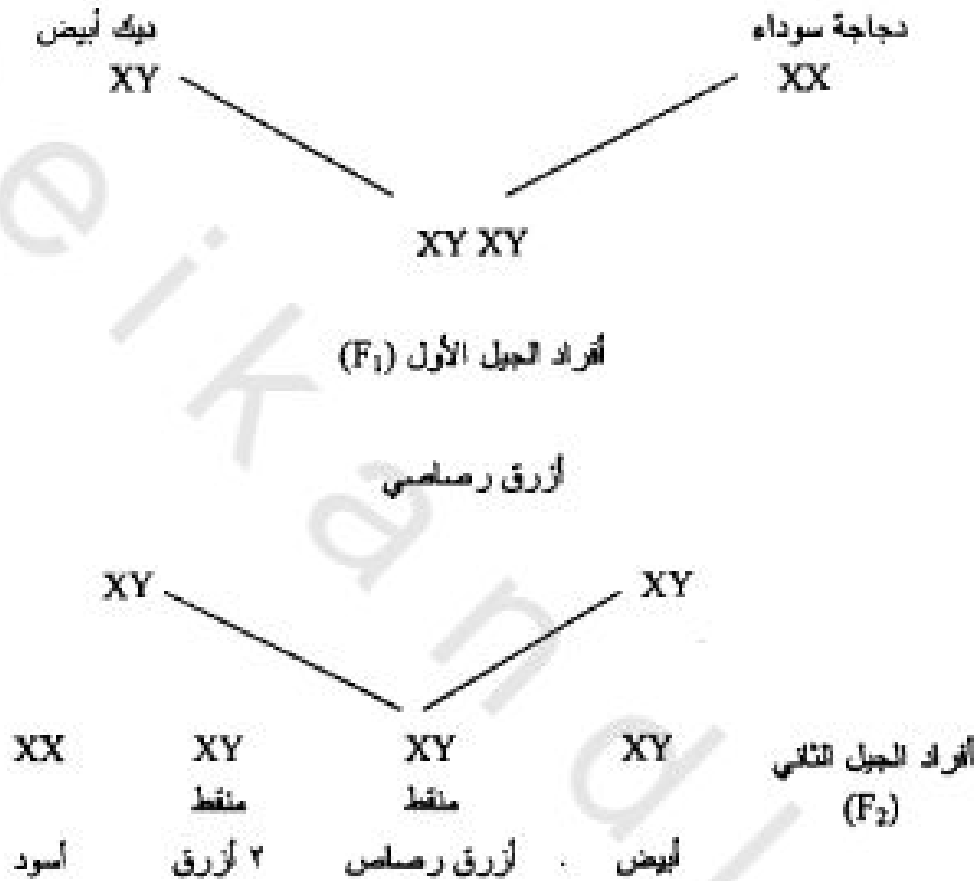 دجاجة سوداء ديك أبيض
XX XY
XY XY
أفراد الجيل الأول (F₁)
أزرق رصاصي
XY XY
أفراد الجيل الثاني XY XY XY XX
(F₂) منقط منقط
أبيض . أزرق رصاص ٢ أزرق أسود
eikand